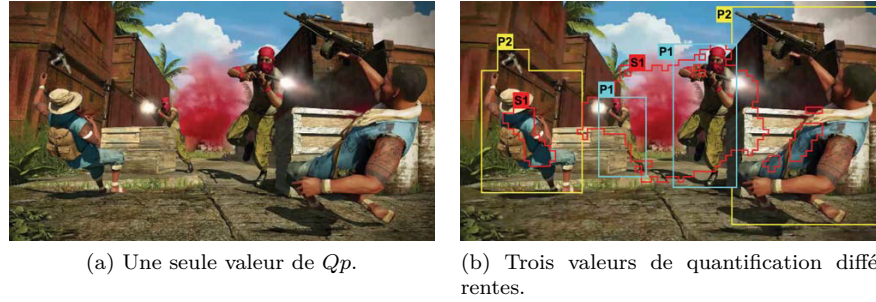 P2
S1
P1
S1
P1
P2
(a) Une seule valeur de Qp.
(b) Trois valeurs de quantification diffé
rentes.